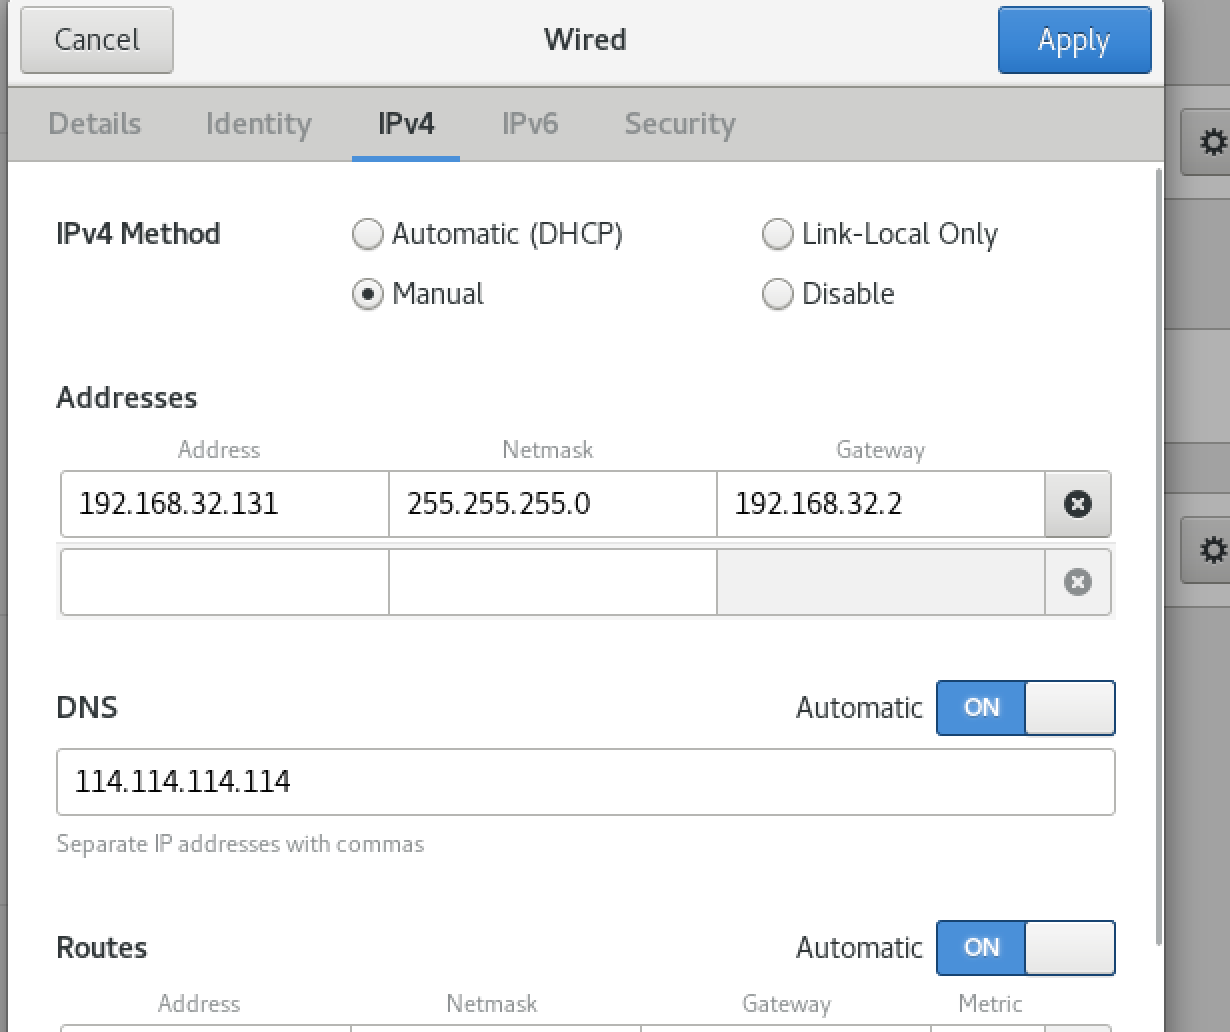 Cancel Wired Apply
Details Identity IPv4 IPv6 Security
IPv4 Method Automatic (DHCP) Link-Local Only
Manual Disable
Addresses
Address Netmask Gateway
192.168.32.131 255.255.255.0 192.168.32.2
DNS Automatic ON
114.114.114.114
Separate IP addresses with commas
Routes Automatic ON
Address Netmask Gateway Metric